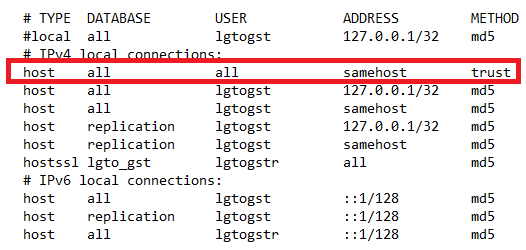 # TYPE DATABASE USER ADDRESS METHOD
#local all lgtogst 127.0.0.1/32 md5
# IPv4 local connections:
host all all samehost trust
host all lgtogst 127.0.0.1/32 md5
host all lgtogst samehost md5
host replication lgtogst 127.0.0.1/32 md5
host replication lgtogst samehost md5
hostssl lgto_gst lgtogstr all md5
# IPv6 local connections:
host all lgtogst ::1/128 md5
host replication lgtogst ::1/128 md5
host all lgtogstr ::1/128 md5